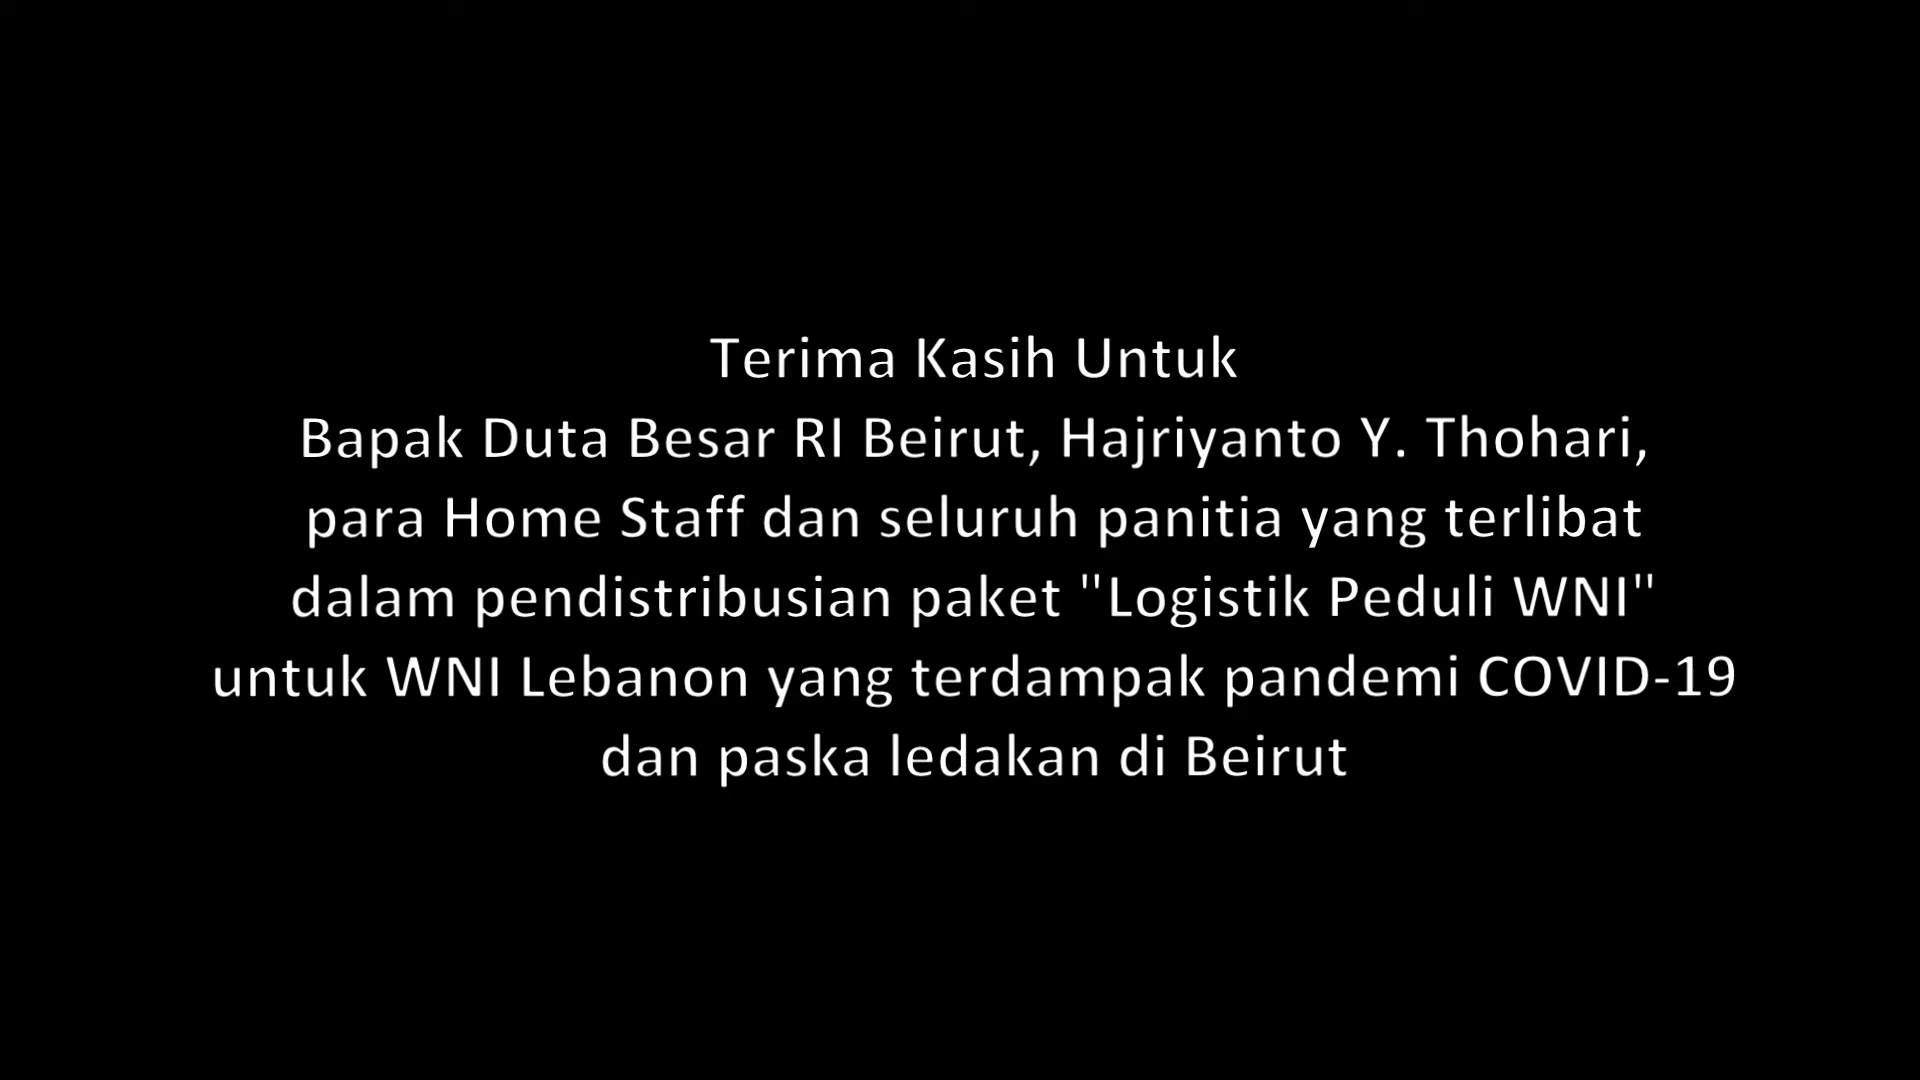 Terima Kasih Untuk
Bapak Duta Besar RI Beirut, Hajriyanto Y. Thohari,
para Home Staff dan seluruh panitia yang terlibat
dalam pendistribusian paket "Logistik Peduli WNI"
untuk WNI Lebanon yang terdampak pandemi COVID-19
dan paska ledakan di Beirut